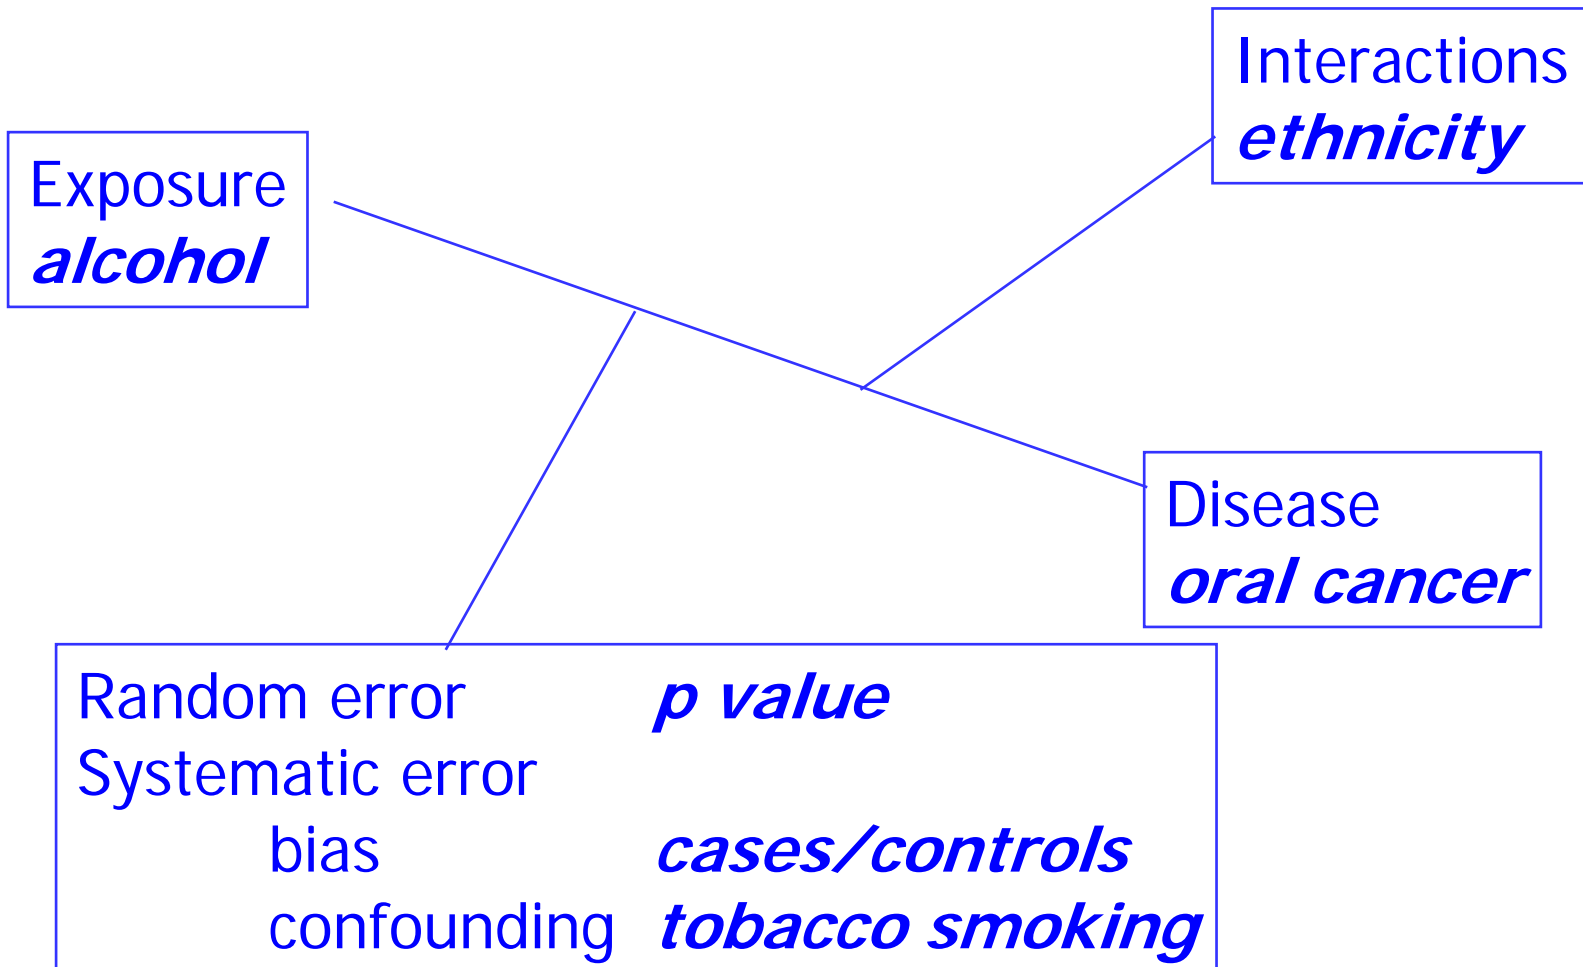 Interactions
ethnicity
Exposure
alcohol
Disease
oral cancer
Random error p value
Systematic error
bias cases/controls
confounding tobacco smoking